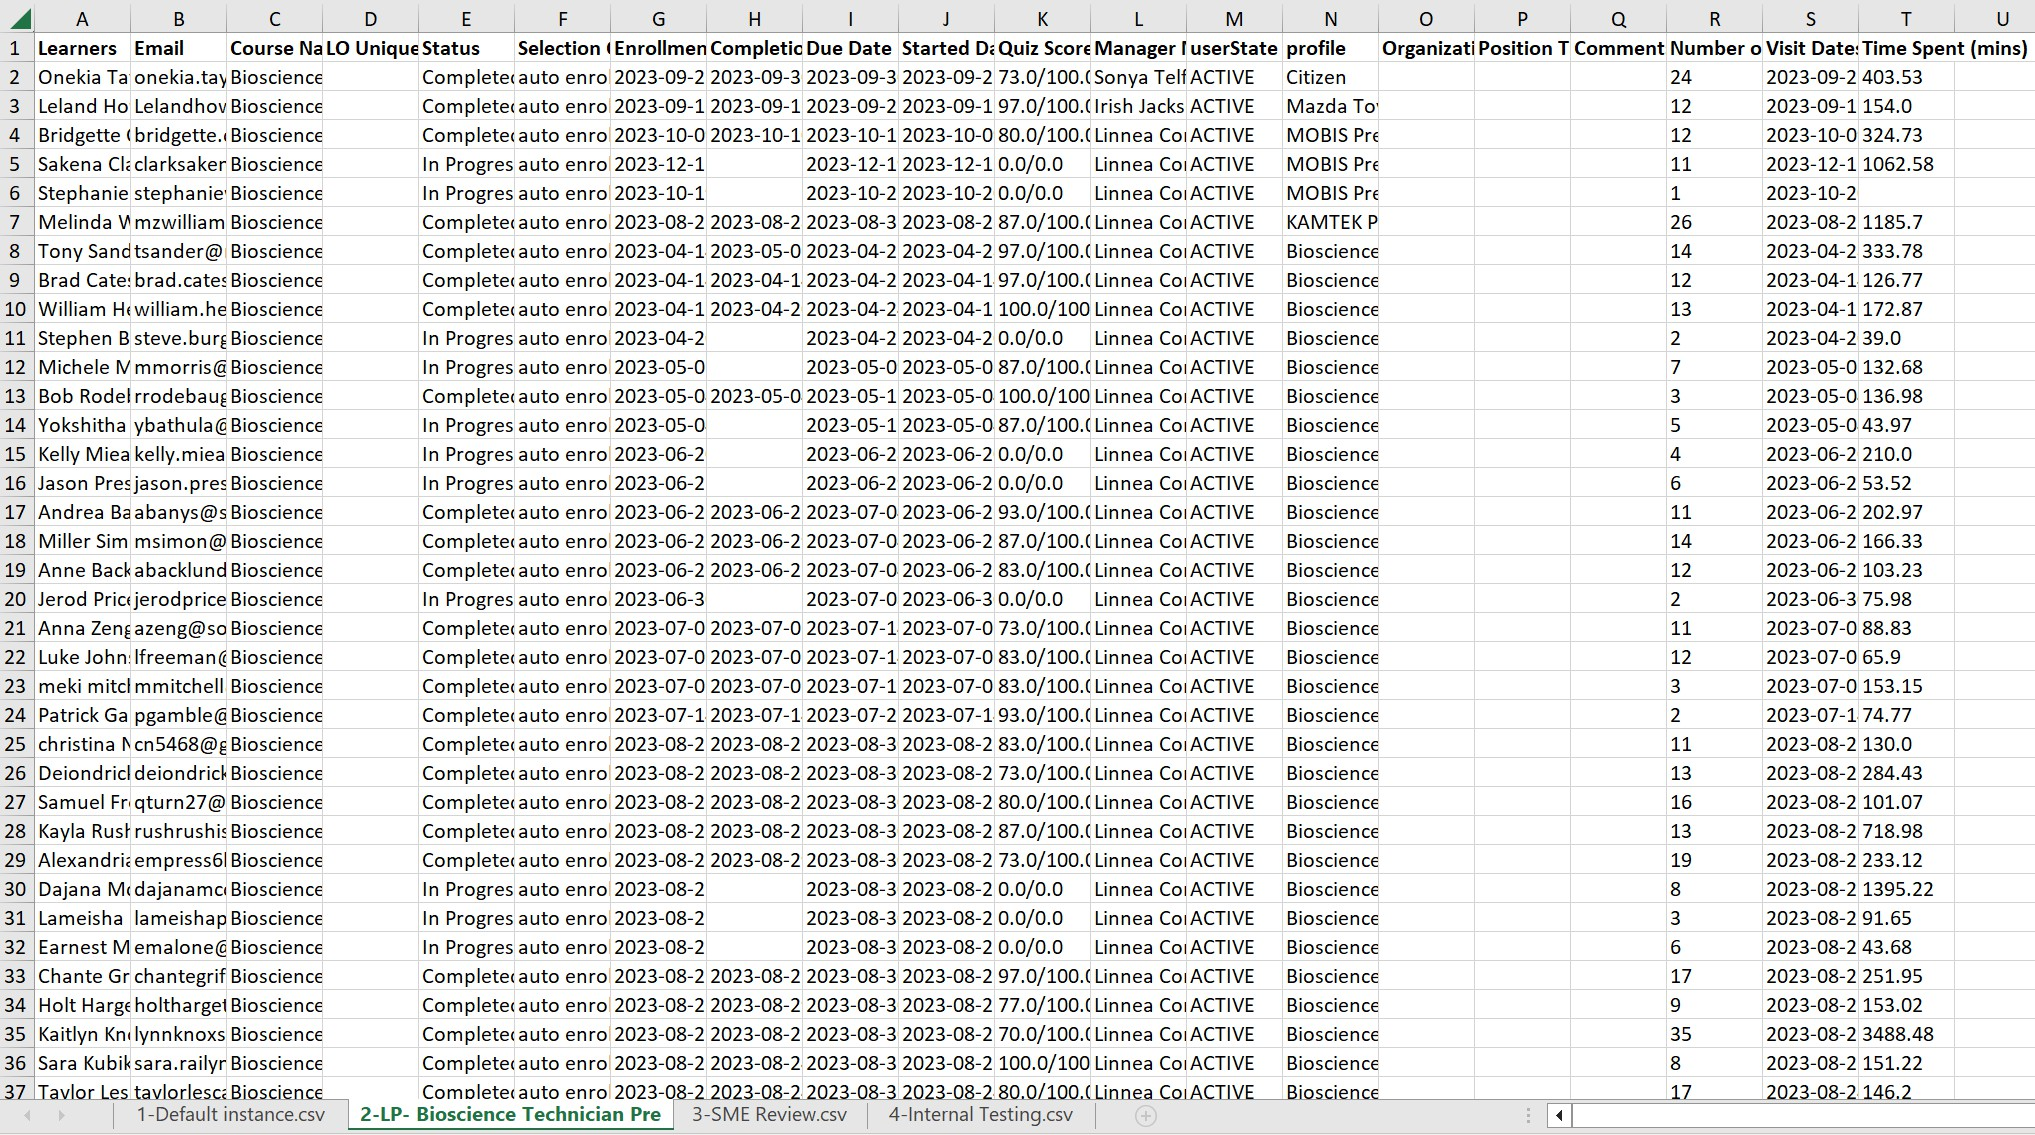 A B C D E F G H I J K L M N O P Q R S T U
1 Learners Email Course Na LO Unique Status Selection Enrollmen Completio Due Date Started Da Quiz Score Manager userState profile Organizati Position T Comment Number o Visit Dates Time Spent (mins)
2 Onekia Ta onekia.tay Bioscience Complete auto enro 2023-09-2 2023-09-3 2023-09-3 2023-09-2 73.0/100.0 Sonya Telf ACTIVE Citizen 24 2023-09-2 403.53
3 Leland Ho Lelandhow Bioscience Complete auto enro 2023-09-1 2023-09-1 2023-09-2 2023-09-1 97.0/100.0 Irish Jacks ACTIVE Mazda To 12 2023-09-1 154.0
4 Bridgette bridgette. Bioscience Complete auto enro 2023-10-0 2023-10-1 2023-10-1 2023-10-0 80.0/100.0 Linnea Co ACTIVE MOBIS Pre 12 2023-10-0 324.73
5 Sakena Cla clarksaker Bioscience In Progres auto enro 2023-12-1 2023-12-1 2023-12-1 0.0/0.0 Linnea Co ACTIVE MOBIS Pre 11 2023-12-1 1062.58
6 Stephanie stephanie Bioscience In Progres auto enro 2023-10-1 2023-10-2 2023-10-2 0.0/0.0 Linnea Co ACTIVE MOBIS Pre 1 2023-10-2
7 Melinda W mzwilliam Bioscience Complete auto enro 2023-08-2 2023-08-2 2023-08-3 2023-08-2 87.0/100.0 Linnea Co ACTIVE KAMTEK P 26 2023-08-2 1185.7
8 Tony Sand tsander@ Bioscience Complete auto enro 2023-04-1 2023-05-0 2023-04-2 2023-04-2 97.0/100.0 Linnea Co ACTIVE Bioscience 14 2023-04-2 333.78
9 Brad Cate brad.cates Bioscience Complete auto enro 2023-04-1 2023-04-1 2023-04-2 2023-04-1 97.0/100.0 Linnea Co ACTIVE Bioscience 12 2023-04-1 126.77
10 William He william.he Bioscience Complete auto enro 2023-04-1 2023-04-2 2023-04-2 2023-04-1 100.0/100 Linnea Co ACTIVE Bioscience 13 2023-04-1 172.87
11 Stephen B steve.burg Bioscience In Progres auto enro 2023-04-2 2023-04-2 2023-04-2 0.0/0.0 Linnea Co ACTIVE Bioscience 2 2023-04-2 39.0
12 Michele M mmorris@ Bioscience In Progres auto enro 2023-05-0 2023-05-0 2023-05-0 87.0/100.0 Linnea Co ACTIVE Bioscience 7 2023-05-0 132.68
13 Bob Rode rrodebaug Bioscience Complete auto enro 2023-05-0 2023-05-0 2023-05-1 2023-05-0 100.0/100 Linnea Co ACTIVE Bioscience 3 2023-05-0 136.98
14 Yokshitha ybathula@ Bioscience In Progres auto enro 2023-05-0 2023-05-1 2023-05-0 87.0/100.0 Linnea Co ACTIVE Bioscience 5 2023-05-0 43.97
15 Kelly Miea kelly.miea Bioscience In Progres auto enro 2023-06-2 2023-06-2 2023-06-2 0.0/0.0 Linnea Co ACTIVE Bioscience 4 2023-06-2 210.0
16 Jason Pres jason.pres Bioscience In Progres auto enro 2023-06-2 2023-06-2 2023-06-2 0.0/0.0 Linnea Co ACTIVE Bioscience 6 2023-06-2 53.52
17 Andrea Ba abanys@s Bioscience Complete auto enro 2023-06-2 2023-06-2 2023-07-0 2023-06-2 93.0/100.0 Linnea Co ACTIVE Bioscience 11 2023-06-2 202.97
18 Miller Sim msimon@ Bioscience Complete auto enro 2023-06-2 2023-06-2 2023-07-0 2023-06-2 87.0/100.0 Linnea Co ACTIVE Bioscience 14 2023-06-2 166.33
19 Anne Back abacklund Bioscience Complete auto enro 2023-06-2 2023-06-2 2023-07-0 2023-06-2 83.0/100.0 Linnea Co ACTIVE Bioscience 12 2023-06-2 103.23
20 Jerod Price jerodprice Bioscience In Progres auto enro 2023-06-3 2023-07-0 2023-06-3 0.0/0.0 Linnea Co ACTIVE Bioscience 2 2023-06-3 75.98
21 Anna Zeng azeng@so Bioscience Complete auto enro 2023-07-0 2023-07-0 2023-07-1 2023-07-0 73.0/100.0 Linnea Co ACTIVE Bioscience 11 2023-07-0 88.83
22 Luke John lfreeman@ Bioscience Complete auto enro 2023-07-0 2023-07-0 2023-07-1 2023-07-0 83.0/100.0 Linnea Co ACTIVE Bioscience 12 2023-07-0 65.9
23 meki mitcl mmitchell Bioscience Complete auto enro 2023-07-0 2023-07-0 2023-07-1 2023-07-0 83.0/100.0 Linnea Co ACTIVE Bioscience 3 2023-07-0 153.15
24 Patrick Ga pgamble@ Bioscience Complete auto enro 2023-07-1 2023-07-1 2023-07-2 2023-07-1 93.0/100.0 Linnea Co ACTIVE Bioscience 2 2023-07-1 74.77
25 christina N cn5468@g Bioscience Complete auto enro 2023-08-2 2023-08-2 2023-08-3 2023-08-2 83.0/100.0 Linnea Co ACTIVE Bioscience 11 2023-08-2 130.0
26 Deiondrick deiondrick Bioscience Complete auto enro 2023-08-2 2023-08-2 2023-08-3 2023-08-2 73.0/100.0 Linnea Co ACTIVE Bioscience 13 2023-08-2 284.43
27 Samuel Fr qturn27@ Bioscience Complete auto enro 2023-08-2 2023-08-2 2023-08-3 2023-08-2 80.0/100.0 Linnea Co ACTIVE Bioscience 16 2023-08-2 101.07
28 Kayla Rush rushrushis Bioscience Complete auto enro 2023-08-2 2023-08-2 2023-08-3 2023-08-2 87.0/100.0 Linnea Co ACTIVE Bioscience 13 2023-08-2 718.98
29 Alexandria empress6 Bioscience Complete auto enro 2023-08-2 2023-08-2 2023-08-3 2023-08-2 73.0/100.0 Linnea Co ACTIVE Bioscience 19 2023-08-2 233.12
30 Dajana Mc dajanamc Bioscience In Progres auto enro 2023-08-2 2023-08-3 2023-08-2 0.0/0.0 Linnea Co ACTIVE Bioscience 8 2023-08-2 1395.22
31 Lameisha lameishap Bioscience In Progres auto enro 2023-08-2 2023-08-3 2023-08-2 0.0/0.0 Linnea Co ACTIVE Bioscience 3 2023-08-2 91.65
32 Earnest M emalone@ Bioscience In Progres auto enro 2023-08-2 2023-08-3 2023-08-2 0.0/0.0 Linnea Co ACTIVE Bioscience 6 2023-08-2 43.68
33 Chante Gr chantegrif Bioscience Complete auto enro 2023-08-2 2023-08-2 2023-08-3 2023-08-2 97.0/100.0 Linnea Co ACTIVE Bioscience 17 2023-08-2 251.95
34 Holt Harge holtharget Bioscience Complete auto enro 2023-08-2 2023-08-2 2023-08-3 2023-08-2 77.0/100.0 Linnea Co ACTIVE Bioscience 9 2023-08-2 153.02
35 Kaitlyn Kn lynnknoxs Bioscience Complete auto enro 2023-08-2 2023-08-2 2023-08-3 2023-08-2 70.0/100.0 Linnea Co ACTIVE Bioscience 35 2023-08-2 3488.48
36 Sara Kubik sara.railyr Bioscience Complete auto enro 2023-08-2 2023-08-2 2023-08-3 2023-08-2 100.0/100 Linnea Co ACTIVE Bioscience 8 2023-08-2 151.22
37 Taylor Les taylorlesca Bioscience Complete auto enro 2023-08-2 2023-08-2 2023-08-3 2023-08-2 80.0/100.0 Linnea Co ACTIVE Bioscience 17 2023-08-2 146.2
1-Default instance.csv 2-LP- Bioscience Technician Pre 3-SME Review.csv 4-Internal Testing.csv